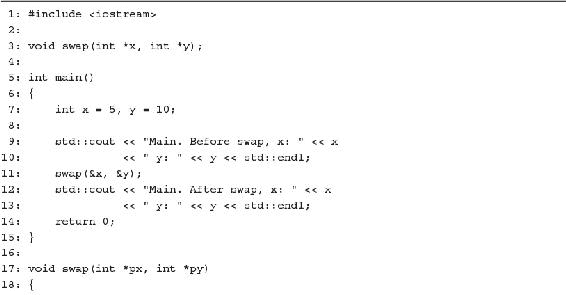 1: #include <iostream>
2:
3: void swap(int *x, int *y);
4:
5: int main()
6: {
7:     int x = 5, y = 10;
8:
9:     std::cout << "Main. Before swap, x: " << x
10:               << " y: " << y << std::endl;
11:     swap(&x, &y);
12:     std::cout << "Main. After swap, x: " << x
13:               << " y: " << y << std::endl;
14:     return 0;
15: }
16:
17: void swap(int *px, int *py)
18: {